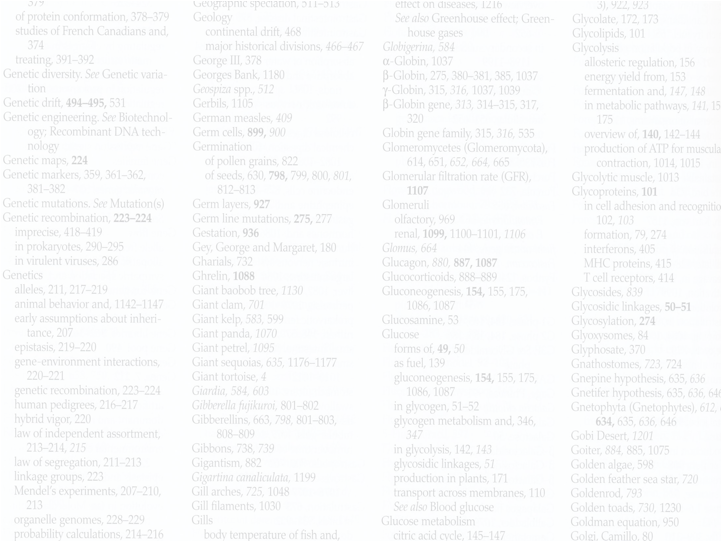 379
of protein conformation, 378–379
studies of French Canadians and,
374
treating, 391–392
Genetic diversity. See Genetic varia-
tion
Genetic drift, 494–495, 531
Genetic engineering. See Biotechnol-
ogy; Recombinant DNA tech-
nology
Genetic maps, 224
Genetic markers, 359, 361–362,
381–382
Genetic mutations. See Mutation(s)
Genetic recombination, 223–224
imprecise, 418–419
in prokaryotes, 290–295
in virulent viruses, 286
Genetics
alleles, 211, 217–219
animal behavior and, 1142–1147
early assumptions about inheri-
tance, 207
epistasis, 219–220
gene-environment interactions,
220–221
genetic recombination, 223–224
human pedigrees, 216–217
hybrid vigor, 220
law of independent assortment,
213–214, 215
law of segregation, 211–213
linkage groups, 223
Mendel's experiments, 207–210,
213
organelle genomes, 228–229
probability calculations, 214–216
Geographic speciation, 511–513
Geology
continental drift, 468
major historical divisions, 466–467
George III, 378
Georges Bank, 1180
Geospiza spp., 512
Gerbils, 1105
German measles, 409
Germ cells, 899, 900
Germination
of pollen grains, 822
of seeds, 630, 798, 799, 800, 801,
812–813
Germ layers, 927
Germ line mutations, 275, 277
Gestation, 936
Gey, George and Margaret, 180
Gharials, 732
Ghrelin, 1088
Giant baobob tree, 1130
Giant clam, 701
Giant kelp, 583, 599
Giant panda, 1070
Giant petrel, 1095
Giant sequoias, 635, 1176–1177
Giant tortoise, 4
Giardia, 584, 603
Gibberella fujikuroi, 801–802
Gibberellins, 663, 798, 801–803,
808–809
Gibbons, 738, 739
Gigantism, 882
Gigartina canaliculata, 1199
Gill arches, 725, 1048
Gill filaments, 1030
Gills
body temperature of fish and,
effect on diseases, 1216
See also Greenhouse effect; Green-
house gases
Globigerina, 584
α-Globin, 1037
β-Globin, 275, 380–381, 385, 1037
γ-Globin, 315, 316, 1037, 1039
β-Globin gene, 313, 314–315, 317,
320
Globin gene family, 315, 316, 535
Glomeromycetes (Glomeromycota),
614, 651, 652, 664, 665
Glomerular filtration rate (GFR),
1107
Glomeruli
olfactory, 969
renal, 1099, 1100–1101, 1106
Glomus, 664
Glucagon, 880, 887, 1087
Glucocorticoids, 888–889
Gluconeogenesis, 154, 155, 175,
1086, 1087
Glucosamine, 53
Glucose
forms of, 49, 50
as fuel, 139
gluconeogenesis, 154, 155, 175,
1086, 1087
in glycogen, 51–52
glycogen metabolism and, 346,
347
in glycolysis, 142, 143
glycosidic linkages, 51
production in plants, 171
transport across membranes, 110
See also Blood glucose
Glucose metabolism
citric acid cycle, 145–147
3), 922, 923
Glycolate, 172, 173
Glycolipids, 101
Glycolysis
allosteric regulation, 156
energy yield from, 153
fermentation and, 147, 148
in metabolic pathways, 141,
175
overview of, 140, 142–144
production of ATP for muscula
contraction, 1014, 1015
Glycolytic muscle, 1013
Glycoproteins, 101
in cell adhesion and recognitio
102, 103
formation, 79, 274
interferons, 405
MHC proteins, 415
T cell receptors, 414
Glycosides, 839
Glycosidic linkages, 50–51
Glycosylation, 274
Glyoxysomes, 84
Glyphosate, 370
Gnathostomes, 723, 724
Gnepine hypothesis, 635, 636
Gnetifer hypothesis, 635, 636, 646
Gnetophyta (Gnetophytes), 612,
634, 635, 636, 646
Gobi Desert, 1201
Goiter, 884, 885, 1075
Golden algae, 598
Golden feather sea star, 720
Goldenrod, 793
Golden toads, 730, 1230
Goldman equation, 950
Golgi, Camillo, 80